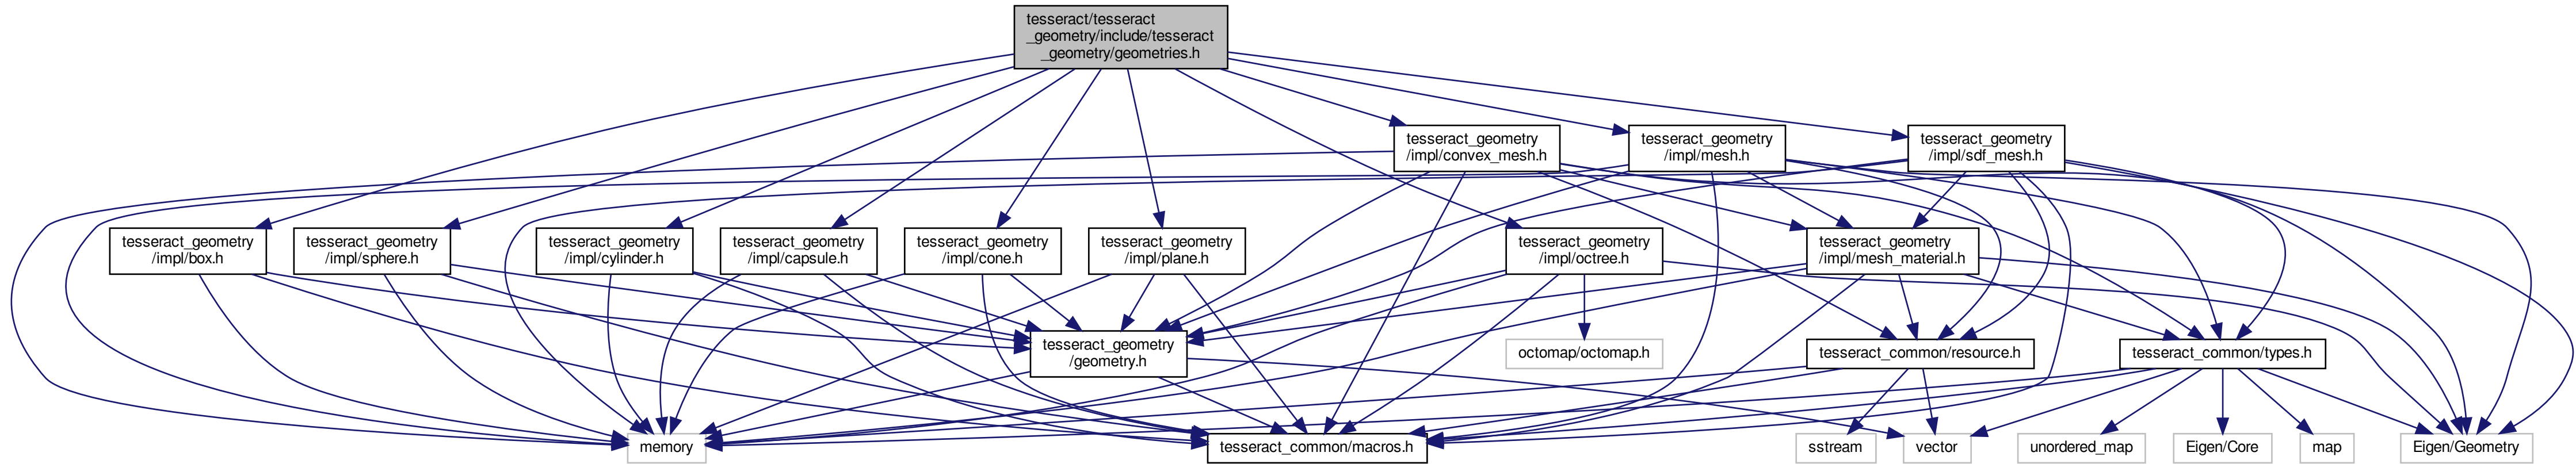 tesseract/tesseract
_geometry/include/tesseract
_geometry/geometries.h
tesseract_geometry
/impl/convex_mesh.h
tesseract_geometry
/impl/mesh.h
tesseract_geometry
/impl/sdf_mesh.h
tesseract_geometry
/impl/box.h
tesseract_geometry
/impl/sphere.h
tesseract_geometry
/impl/cylinder.h
tesseract_geometry
/impl/capsule.h
tesseract_geometry
/impl/cone.h
tesseract_geometry
/impl/plane.h
tesseract_geometry
/impl/octree.h
tesseract_geometry
/impl/mesh_material.h
tesseract_geometry
/geometry.h
octomap/octomap.h
tesseract_common/resource.h
tesseract_common/types.h
memory
tesseract_common/macros.h
sstream
vector
unordered_map
Eigen/Core
map
Eigen/Geometry